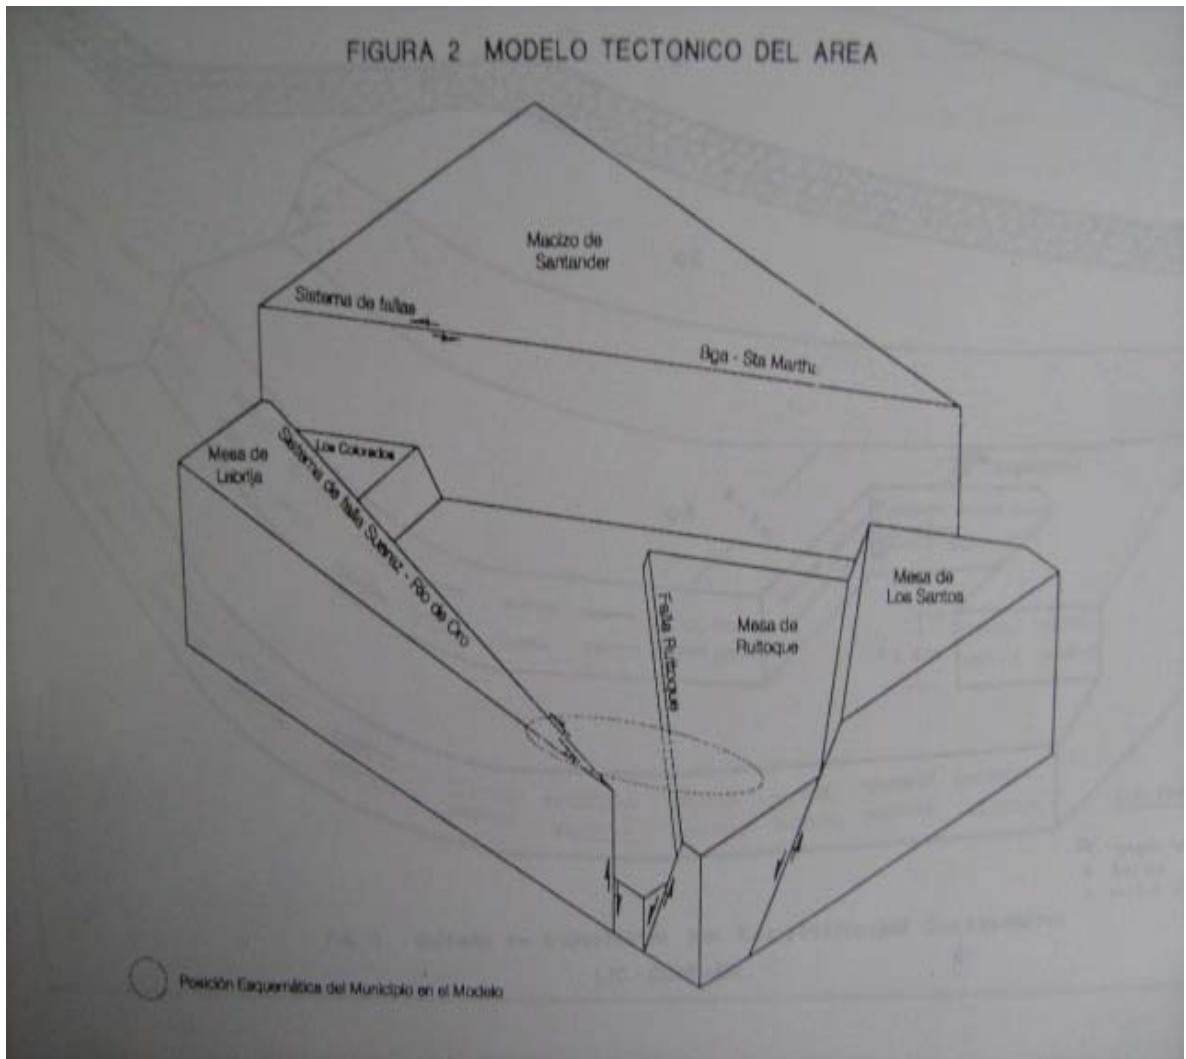 FIGURA 2 MODELO TECTONICO DEL AREA
Macizo de
Santander
Sistema de fallas
Bga - Sta Martha
Mesa de
Lebrija
Los Colorados
Sistema de falla Suarez - Rio de Oro
Falla Ruitoque
Mesa de
Ruitoque
Mesa de
Los Santos
Posición Esquemática del Municipio en el Modelo